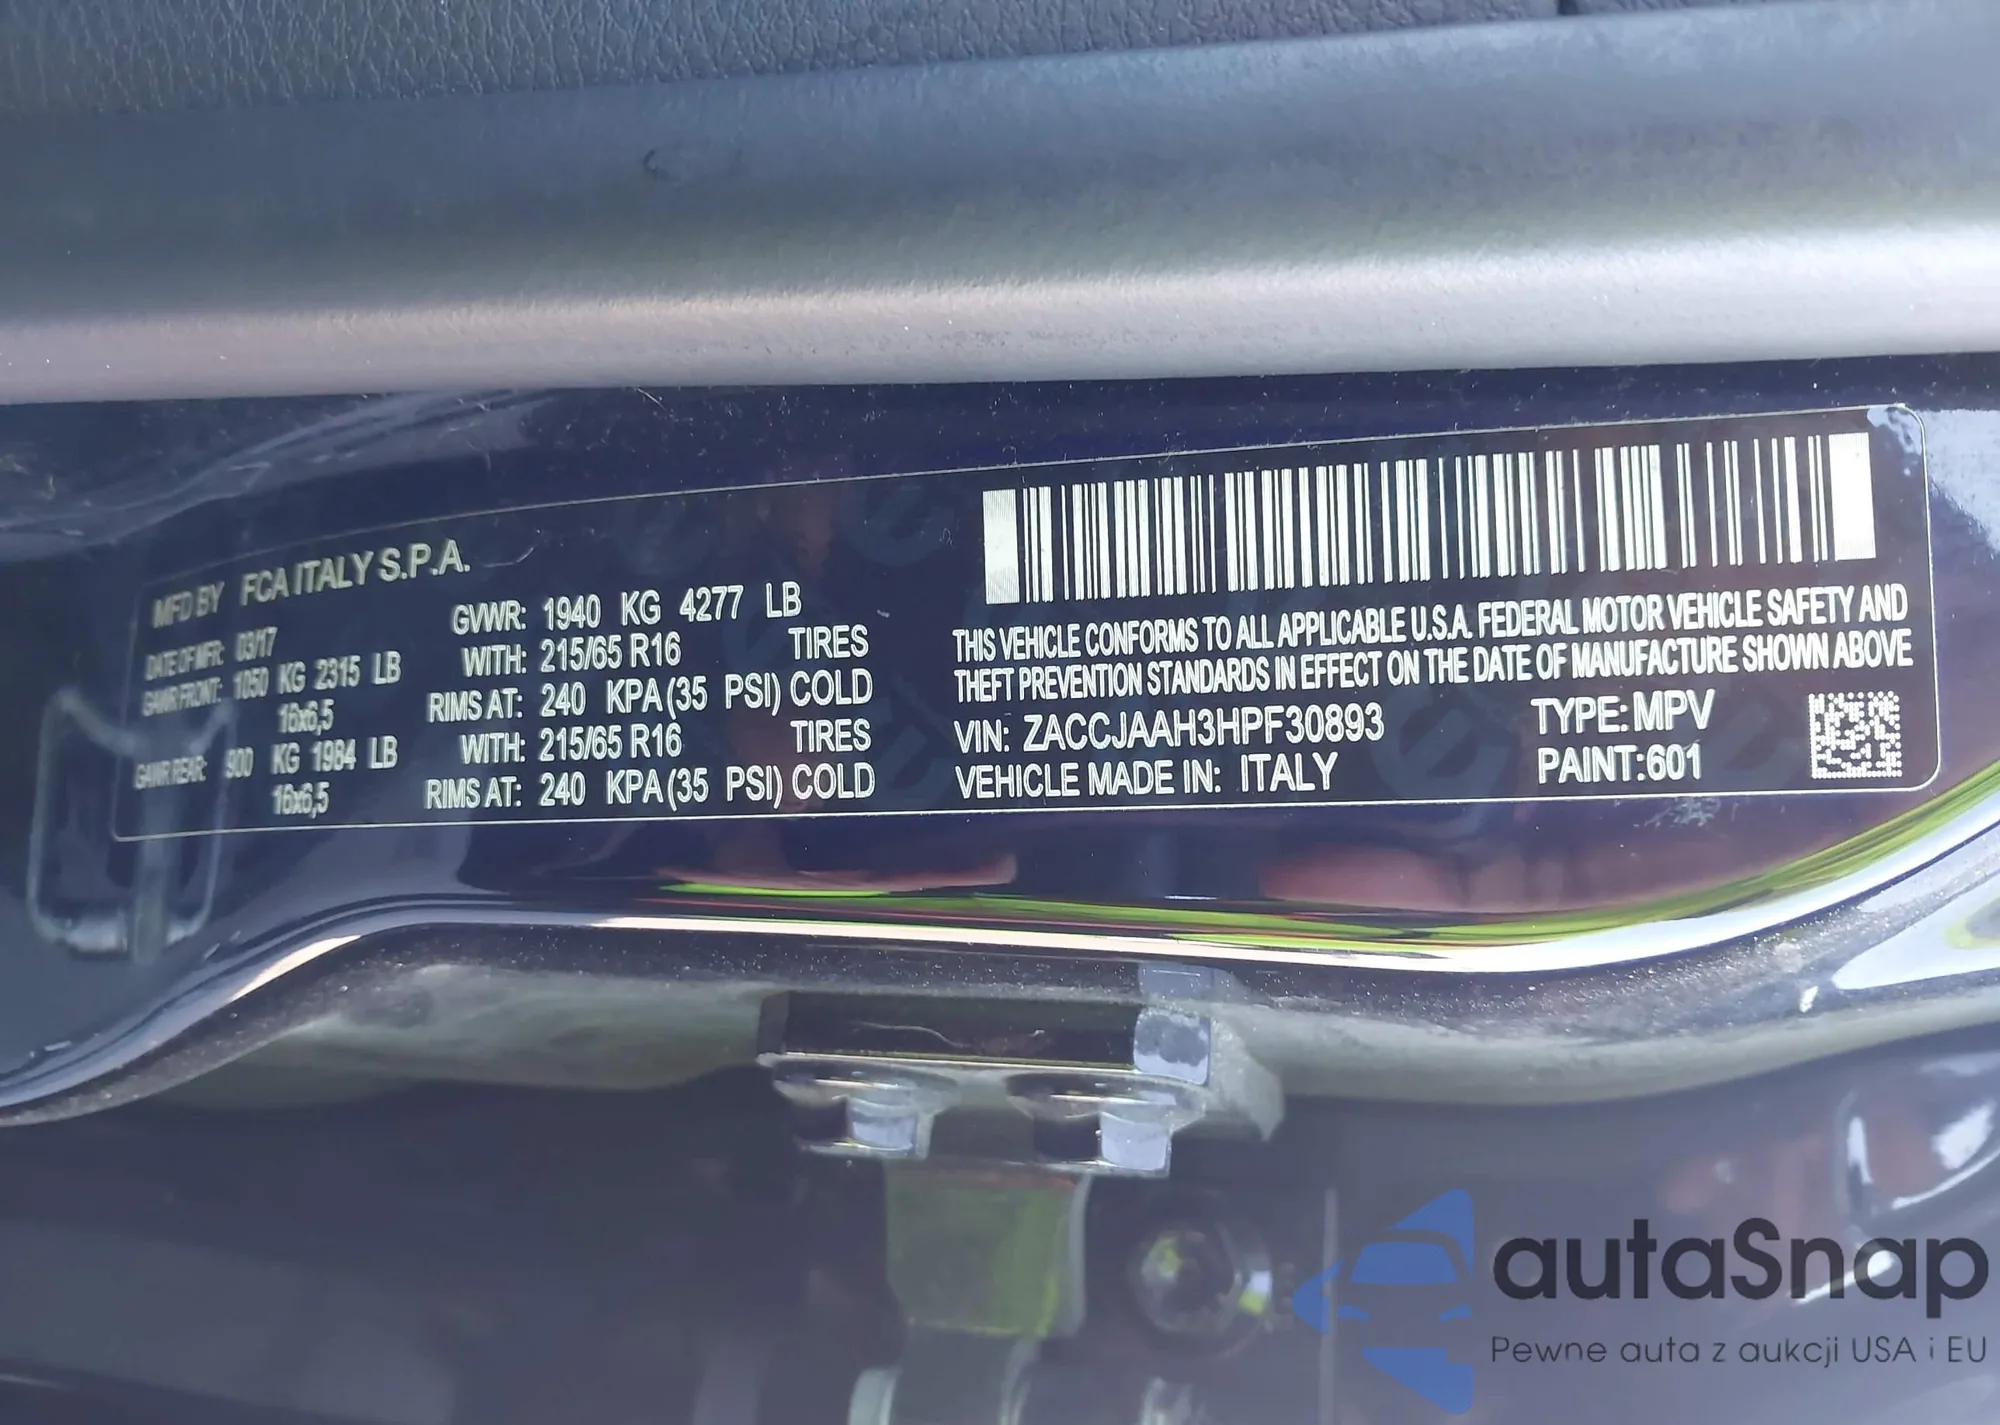 MFD BY FCA ITALY S.P.A.
DATE OF MFR: 03/17 GVWR: 1940 KG 4277 LB
GAWR FRONT: 1050 KG 2315 LB WITH: 215/65 R16 TIRES
16x6,5 RIMS AT: 240 KPA (35 PSI) COLD
GAWR REAR: 900 KG 1984 LB WITH: 215/65 R16 TIRES
16x6,5 RIMS AT: 240 KPA (35 PSI) COLD
THIS VEHICLE CONFORMS TO ALL APPLICABLE U.S.A. FEDERAL MOTOR VEHICLE SAFETY AND
THEFT PREVENTION STANDARDS IN EFFECT ON THE DATE OF MANUFACTURE SHOWN ABOVE
VIN: ZACCJAAH3HPF30893 TYPE: MPV
VEHICLE MADE IN: ITALY PAINT: 601
autaSnap
Pewne auta z aukcji USA i EU